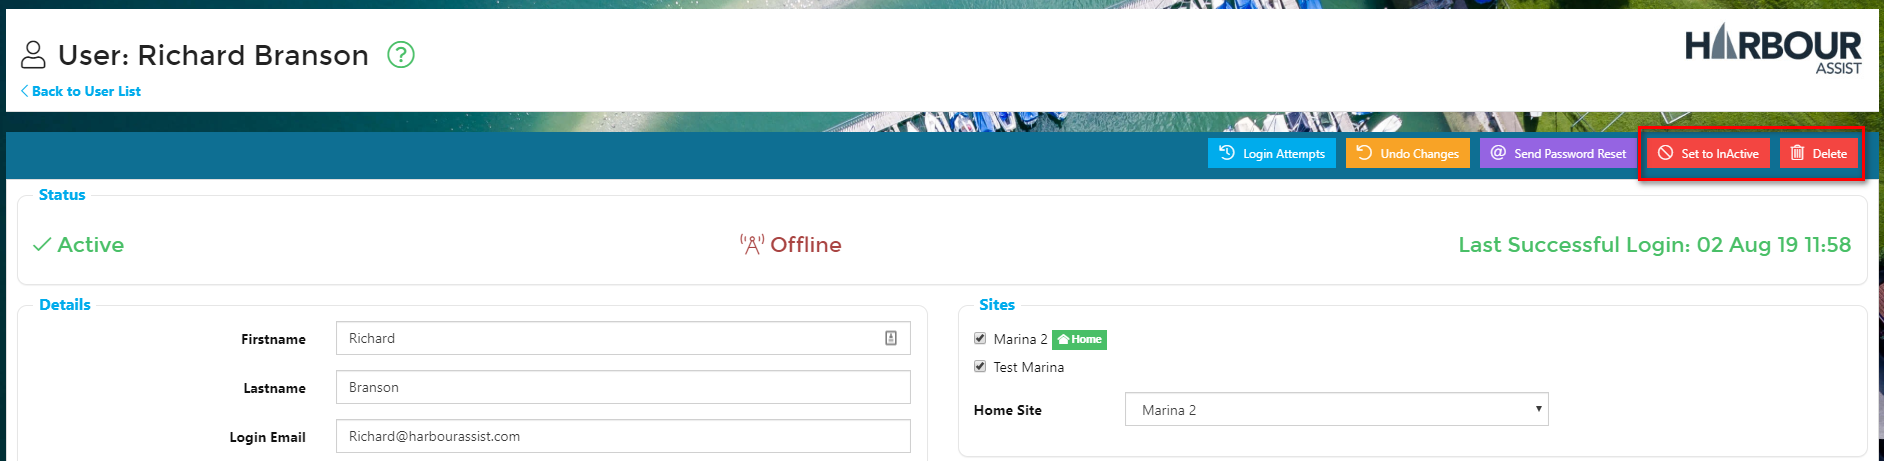 User: Richard Branson ?
HARBOUR
ASSIST
Back to User List
Login Attempts Undo Changes @ Send Password Reset Set to InActive Delete
Status
Active Offline Last Successful Login: 02 Aug 19 11:58
Details Sites
Firstname Richard Marina 2 Home
Test Marina
Lastname Branson
Home Site Marina 2
Login Email Richard@harbourassist.com